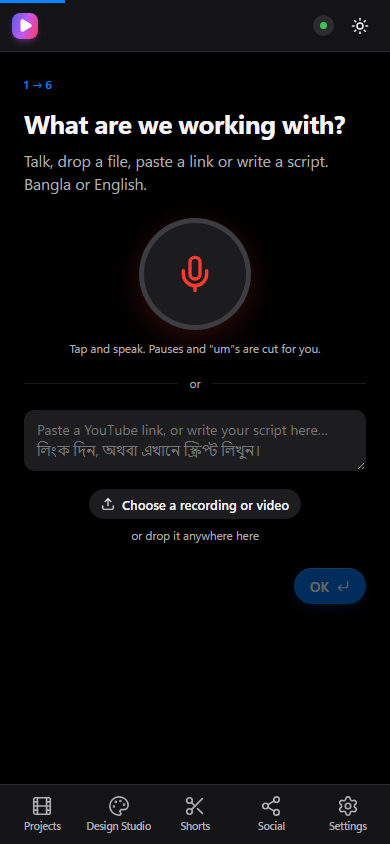 1 → 6
What are we working with?
Talk, drop a file, paste a link or write a script.
Bangla or English.
Tap and speak. Pauses and "um"s are cut for you.
or
Paste a YouTube link, or write your script here...
লিংক দিন, অথবা এখানে স্ক্রিপ্ট লিখুন।
Choose a recording or video
or drop it anywhere here
OK
Projects
Design Studio
Shorts
Social
Settings